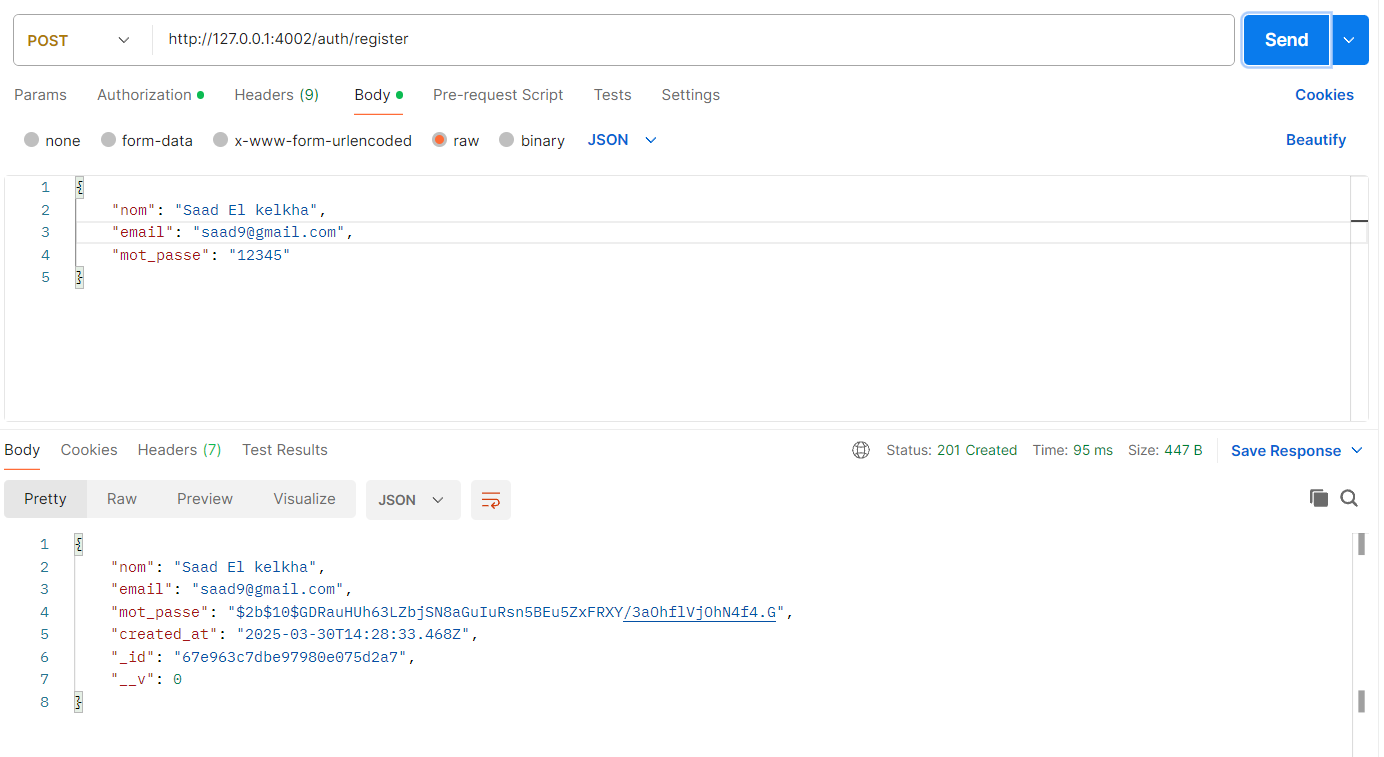 POST http://127.0.0.1:4002/auth/register Send
Params Authorization Headers (9) Body Pre-request Script Tests Settings Cookies
none form-data x-www-form-urlencoded raw binary JSON Beautify
1 {
2 "nom": "Saad El kelkha",
3 "email": "saad9@gmail.com",
4 "mot_passe": "12345"
5 }
Body Cookies Headers (7) Test Results Status: 201 Created Time: 95 ms Size: 447 B Save Response
Pretty Raw Preview Visualize JSON
1 {
2 "nom": "Saad El kelkha",
3 "email": "saad9@gmail.com",
4 "mot_passe": "$2b$10$GDRauHUh63LZbjSN8aGuIuRsn5BEu5ZxFRXY/3aOhflVjOhN4f4.G",
5 "created_at": "2025-03-30T14:28:33.468Z",
6 "_id": "67e963c7dbe97980e075d2a7",
7 "__v": 0
8 }